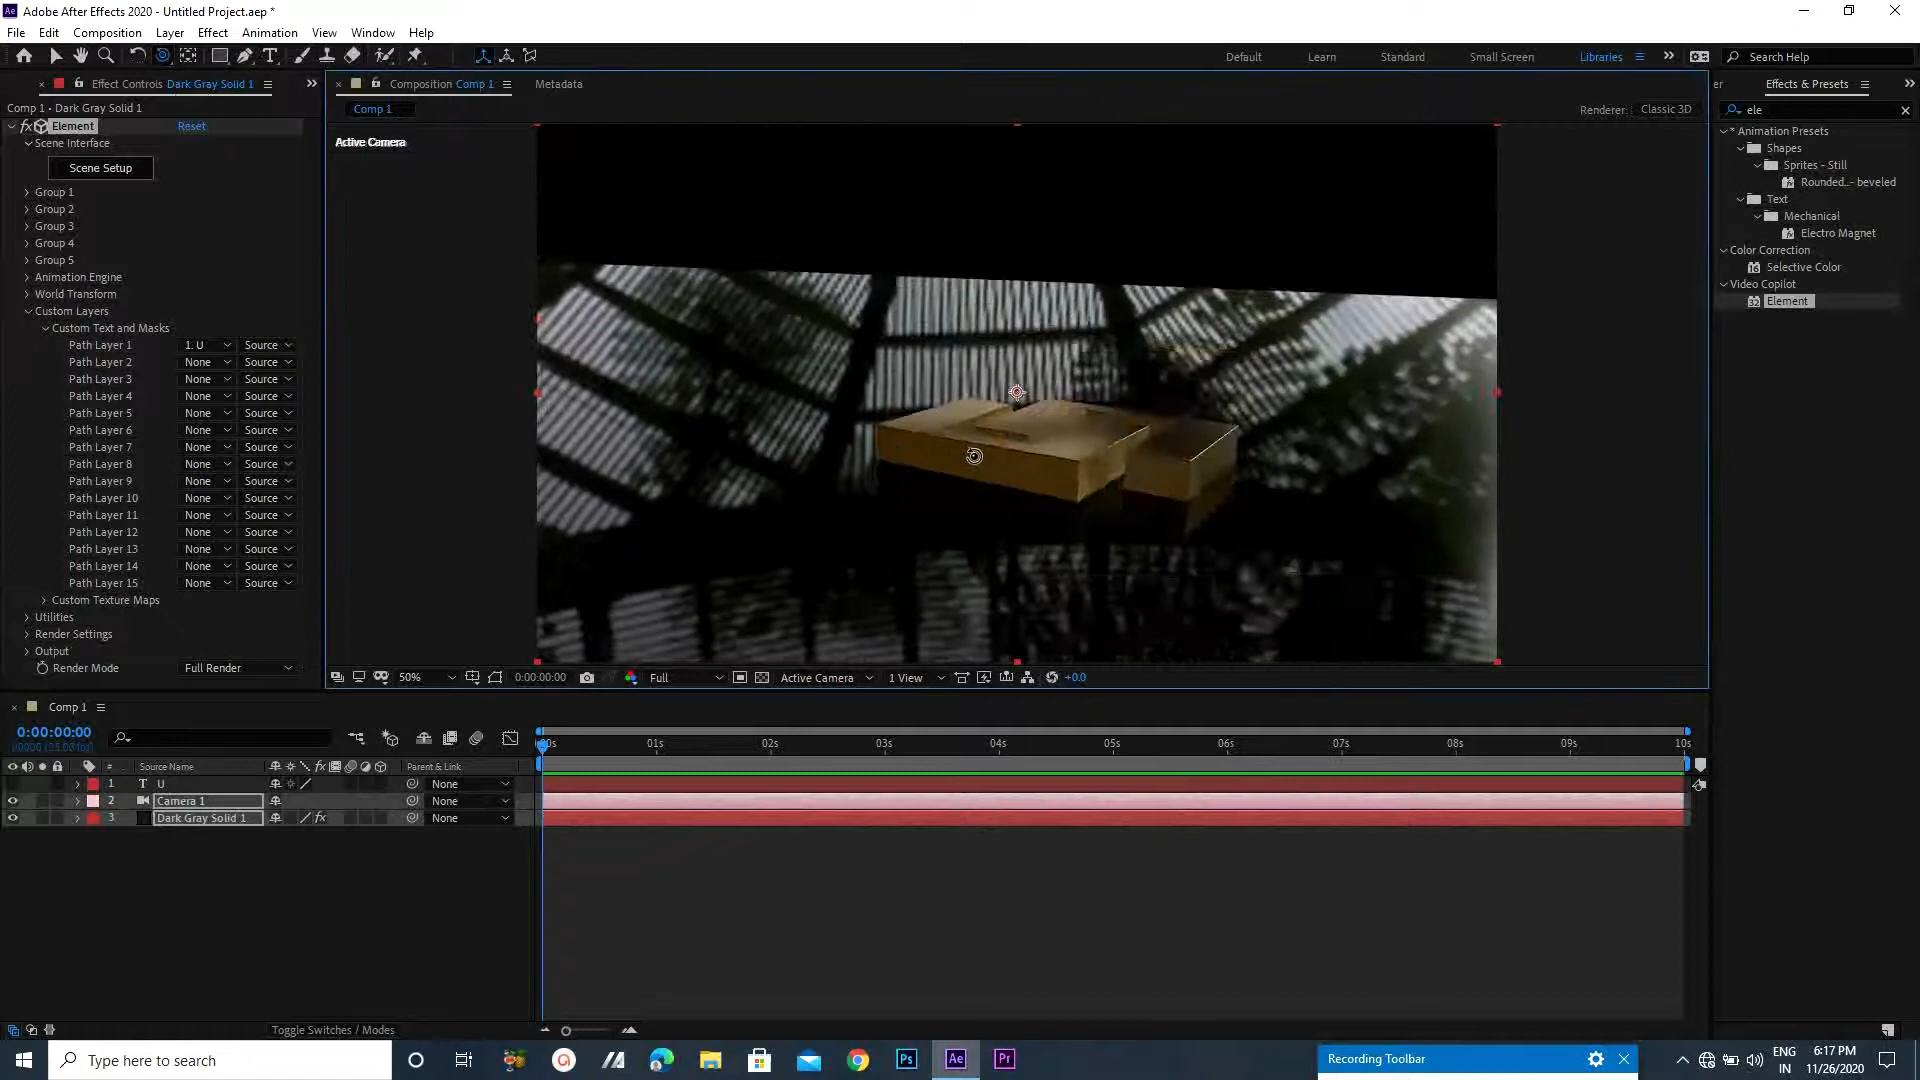 Adobe After Effects 2020 - Untitled Project.aep *
File Edit Composition Layer Effect Animation View Window Help
Default Learn Standard Small Screen Libraries Search Help
Effect Controls Dark Gray Solid 1
Composition Comp 1
Metadata
Effects & Presets
Comp 1 - Dark Gray Solid 1
Comp 1
Renderer: Classic 3D
ele
Element Reset
Scene Interface
Scene Setup
Group 1
Group 2
Group 3
Group 4
Group 5
Animation Engine
World Transform
Custom Layers
Custom Text and Masks
Path Layer 1 1. U Source
Path Layer 2 None Source
Path Layer 3 None Source
Path Layer 4 None Source
Path Layer 5 None Source
Path Layer 6 None Source
Path Layer 7 None Source
Path Layer 8 None Source
Path Layer 9 None Source
Path Layer 10 None Source
Path Layer 11 None Source
Path Layer 12 None Source
Path Layer 13 None Source
Path Layer 14 None Source
Path Layer 15 None Source
Custom Texture Maps
Utilities
Render Settings
Output
Render Mode Full Render
Active Camera
* Animation Presets
Shapes
Sprites - Still
Rounded...- beveled
Text
Mechanical
Electro Magnet
Color Correction
Selective Color
Video Copilot
Element
50% 0:00:00:00 Full Active Camera 1 View +0.0
Comp 1
0:00:00:00
00000 (25.00 fps)
01s 02s 03s 04s 05s 06s 07s 08s 09s 10s
# Source Name Parent & Link
1 T U None
2 Camera 1 None
3 Dark Gray Solid 1 None
Toggle Switches / Modes
Type here to search
Recording Toolbar
ENG
IN
6:17 PM
11/26/2020